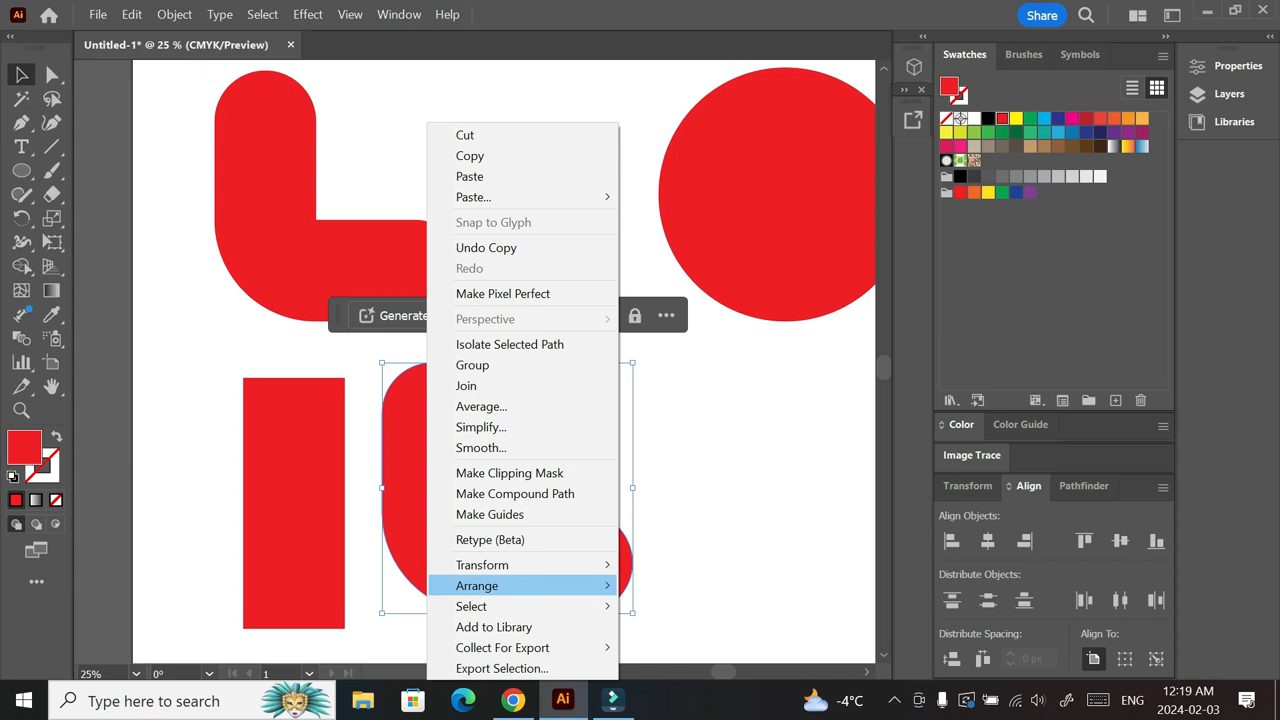 Ai File Edit Object Type Select Effect View Window Help Share
Untitled-1* @ 25 % (CMYK/Preview)
Swatches Brushes Symbols
Properties
Layers
Libraries
Cut
Copy
Paste
Paste...
Snap to Glyph
Undo Copy
Redo
Make Pixel Perfect
Generate
Perspective
Isolate Selected Path
Group
Join
Average...
Simplify...
Smooth...
Make Clipping Mask
Make Compound Path
Make Guides
Retype (Beta)
Transform
Arrange
Select
Add to Library
Collect For Export
Export Selection...
Color Color Guide
Image Trace
Transform Align Pathfinder
Align Objects:
Distribute Objects:
Distribute Spacing: Align To:
0 px
25% 0° 1
Type here to search
Ai
-4°C
ENG
12:19 AM
2024-02-03